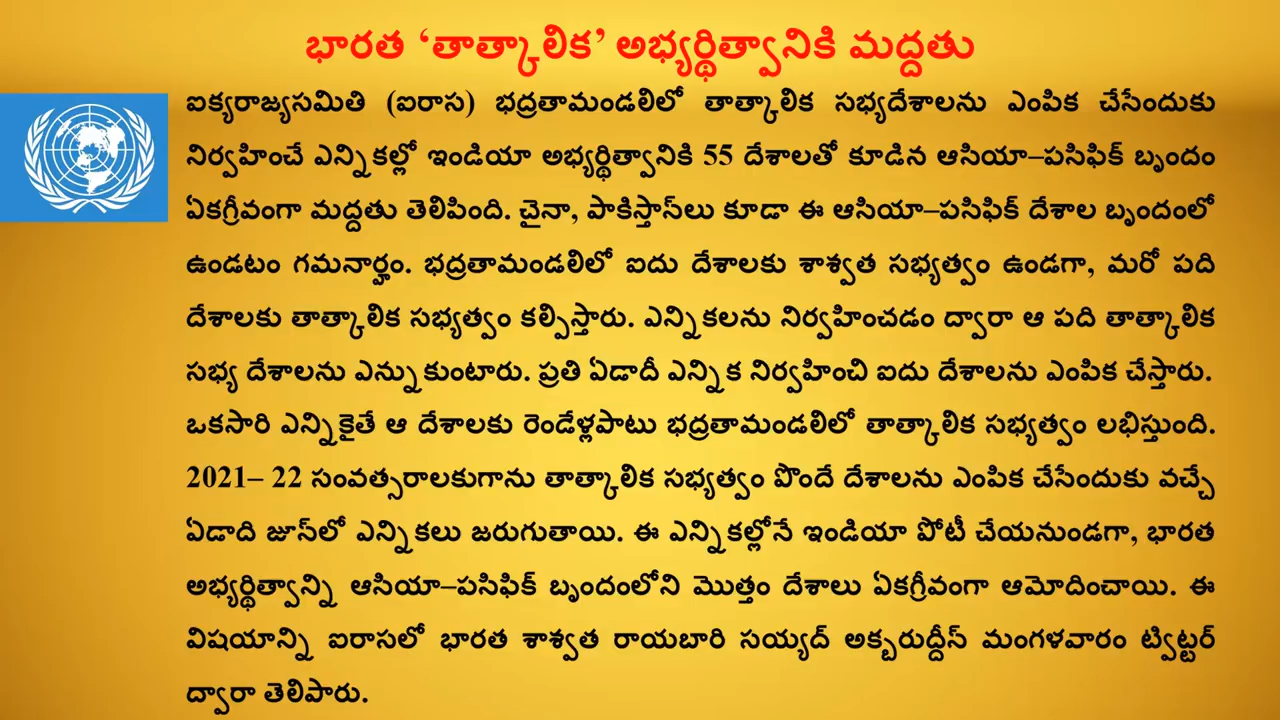 భారత ‘తాత్కాలిక’ అభ్యర్థిత్వానికి మద్దతు
ఐక్యరాజ్యసమితి (ఐరాస) భద్రతామండలిలో తాత్కాలిక సభ్యదేశాలను ఎంపిక చేసేందుకు
నిర్వహించే ఎన్నికల్లో ఇండియా అభ్యర్థిత్వానికి 55 దేశాలతో కూడిన ఆసియా–పసిఫిక్ బృందం
ఏకగ్రీవంగా మద్దతు తెలిపింది. చైనా, పాకిస్తాన్‌లు కూడా ఈ ఆసియా–పసిఫిక్ దేశాల బృందంలో
ఉండటం గమనార్హం. భద్రతామండలిలో ఐదు దేశాలకు శాశ్వత సభ్యత్వం ఉండగా, మరో పది
దేశాలకు తాత్కాలిక సభ్యత్వం కల్పిస్తారు. ఎన్నికలను నిర్వహించడం ద్వారా ఆ పది తాత్కాలిక
సభ్య దేశాలను ఎన్నుకుంటారు. ప్రతి ఏడాదీ ఎన్నిక నిర్వహించి ఐదు దేశాలను ఎంపిక చేస్తారు.
ఒకసారి ఎన్నికైతే ఆ దేశాలకు రెండేళ్లపాటు భద్రతామండలిలో తాత్కాలిక సభ్యత్వం లభిస్తుంది.
2021– 22 సంవత్సరాలకుగాను తాత్కాలిక సభ్యత్వం పొందే దేశాలను ఎంపిక చేసేందుకు వచ్చే
ఏడాది జూన్‌లో ఎన్నికలు జరుగుతాయి. ఈ ఎన్నికల్లోనే ఇండియా పోటీ చేయనుండగా, భారత
అభ్యర్థిత్వాన్ని ఆసియా–పసిఫిక్ బృందంలోని మొత్తం దేశాలు ఏకగ్రీవంగా ఆమోదించాయి. ఈ
విషయాన్ని ఐరాసలో భారత శాశ్వత రాయబారి సయ్యద్ అక్బరుద్దీన్ మంగళవారం ట్విట్టర్
ద్వారా తెలిపారు.